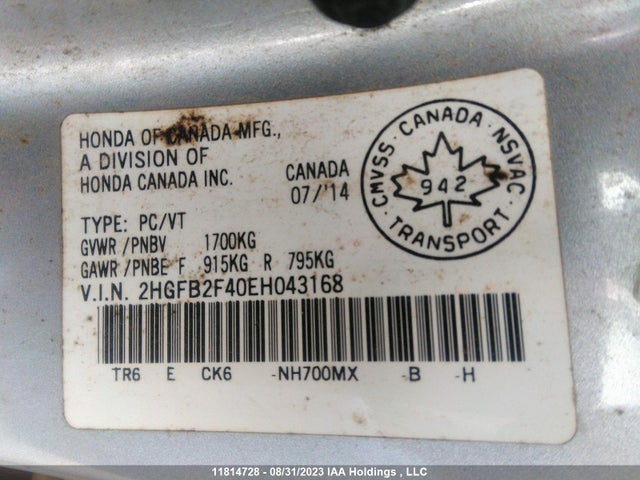 HONDA OF CANADA MFG.,
A DIVISION OF
HONDA CANADA INC.
CANADA
07/'14
CMVSS · CANADA · NSVAC
942
TRANSPORT
TYPE: PC/VT
GVWR/PNBV 1700KG
GAWR/PNBE F 915KG R 795KG
V.I.N. 2HGFB2F40EH043168
TR6 E CK6 -NH700MX -B -H
11814728 - 08/31/2023 IAA Holdings , LLC